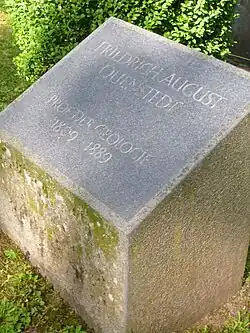 FRIEDRICH AUGUST
QUENSTEDT
PROF. DER GEOLOGIE
1809 · 1889